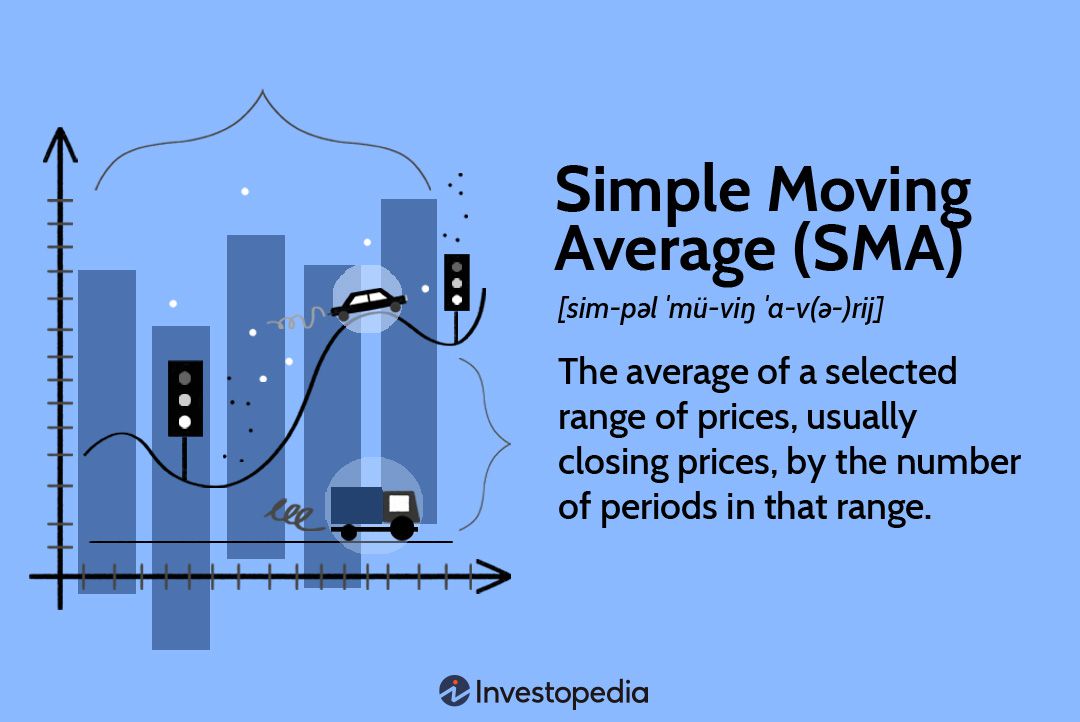 Simple Moving
Average (SMA)
[sim-pəl ˈmü-viŋ ˈɑ-v(ə-)rij]
The average of a selected
range of prices, usually
closing prices, by the number
of periods in that range.
Investopedia